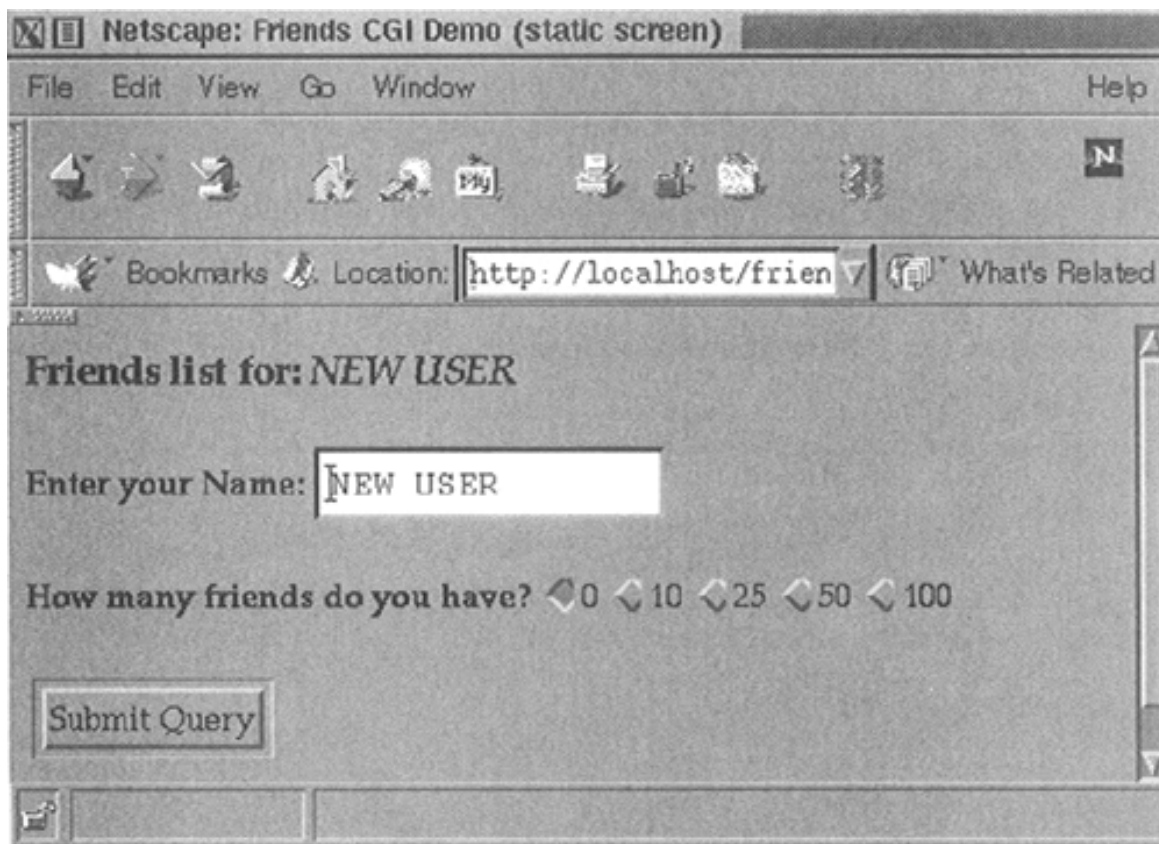 Netscape: Friends CGI Demo (static screen)
File Edit View Go Window Help
My
N
Bookmarks Location: http://localhost/frien What's Related
Friends list for: NEW USER
Enter your Name: NEW USER
How many friends do you have? 0 10 25 50 100
Submit Query